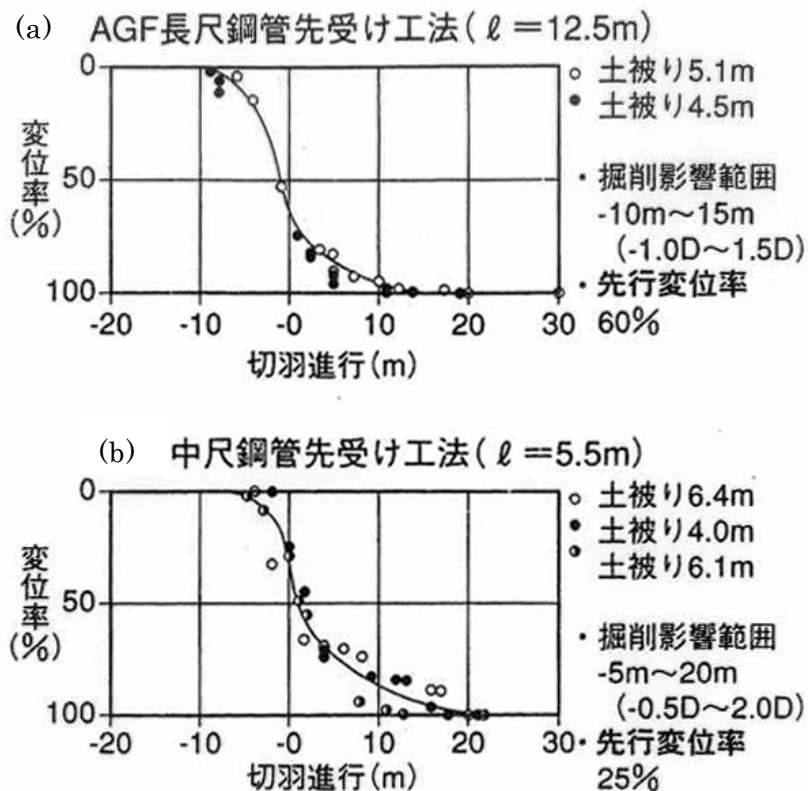 (a) AGF長尺鋼管先受け工法(ℓ=12.5m)
0
50
100
変位率(%)
-20 -10 -0 10 20 30
切羽進行(m)
○ 土被り5.1m
● 土被り4.5m
・掘削影響範囲
-10m～15m
(-1.0D～1.5D)
・先行変位率
60%
(b) 中尺鋼管先受け工法(ℓ=5.5m)
0
50
100
変位率(%)
-20 -10 -0 10 20 30
切羽進行(m)
○ 土被り6.4m
● 土被り4.0m
◑ 土被り6.1m
・掘削影響範囲
-5m～20m
(-0.5D～2.0D)
・先行変位率
25%